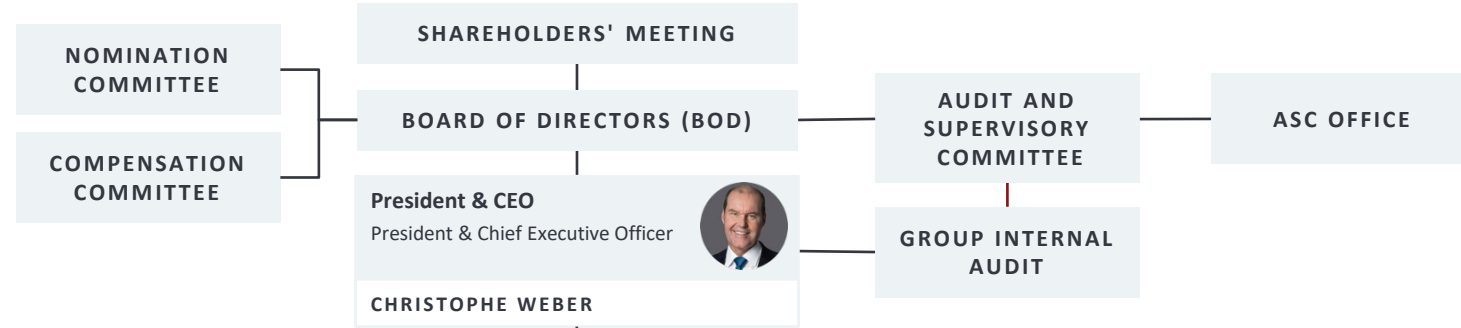 SHAREHOLDERS' MEETING
NOMINATION
COMMITTEE
BOARD OF DIRECTORS (BOD)
AUDIT AND
SUPERVISORY
COMMITTEE
ASC OFFICE
COMPENSATION
COMMITTEE
President & CEO
President & Chief Executive Officer
CHRISTOPHE WEBER
GROUP INTERNAL
AUDIT